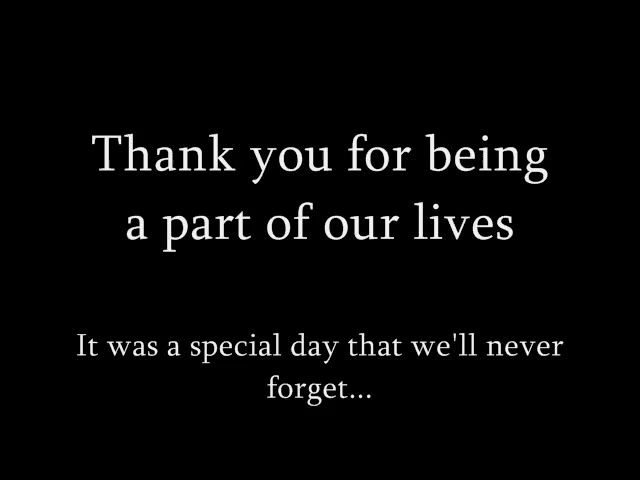 Thank you for being
a part of our lives
It was a special day that we'll never
forget...